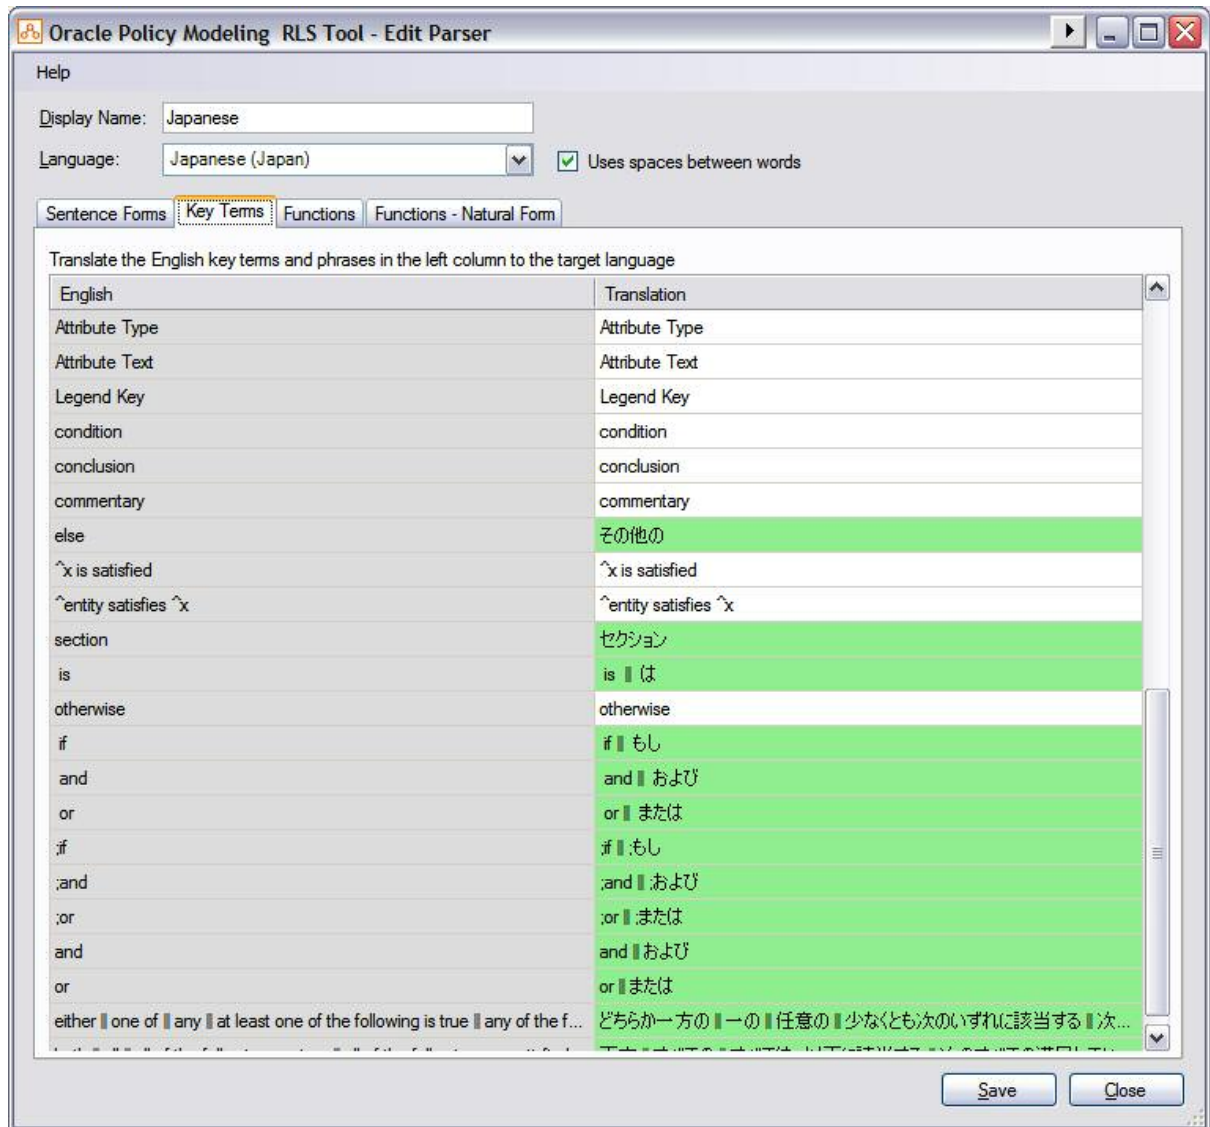 Oracle Policy Modeling RLS Tool - Edit Parser
Help
Display Name: Japanese
Language: Japanese (Japan) Uses spaces between words
Sentence Forms Key Terms Functions Functions - Natural Form
Translate the English key terms and phrases in the left column to the target language
English Translation
Attribute Type Attribute Type
Attribute Text Attribute Text
Legend Key Legend Key
condition condition
conclusion conclusion
commentary commentary
else その他の
^x is satisfied ^x is satisfied
^entity satisfies ^x ^entity satisfies ^x
section セクション
is is || は
otherwise otherwise
if if || もし
and and || および
or or || または
;if ;if || ;もし
;and ;and || ;および
;or ;or || ;または
and and || および
or or || または
either || one of || any || at least one of the following is true || any of the f... どちらか一方の || 一の || 任意の || 少なくとも次のいずれに該当する || 次...
Save Close